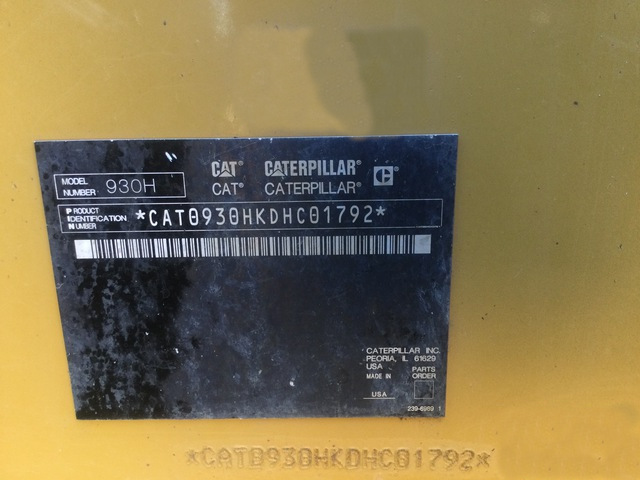 CAT® CATERPILLAR® C
CAT® CATERPILLAR®
MODEL NUMBER 930H
PRODUCT IDENTIFICATION NUMBER *CAT0930HKDHC01792*
CATERPILLAR INC.
PEORIA, IL 61629
USA
MADE IN
USA
PARTS ORDER
239-6989 1
*CAT0930HKDHC01792*